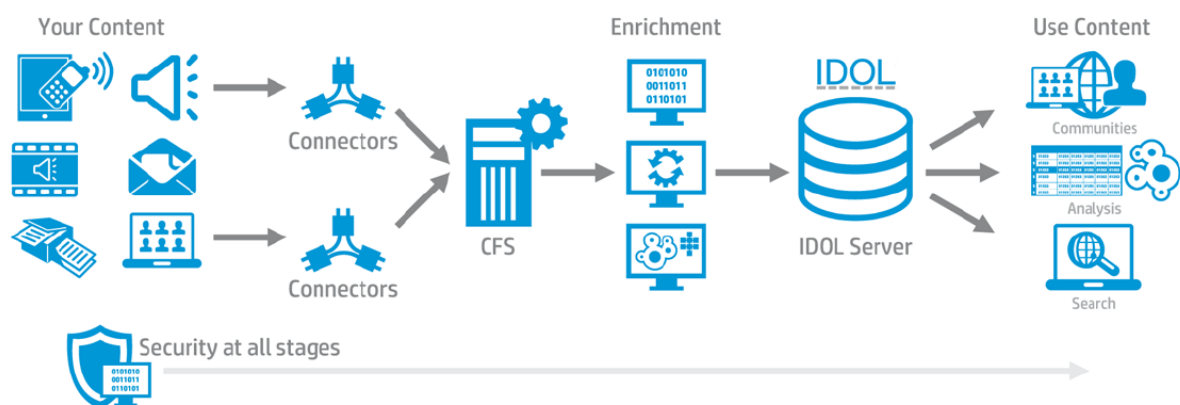 Your Content
Enrichment
Use Content
0101010
0011011
0110101
IDOL
Connectors
Communities
CFS
IDOL Server
Analysis
Connectors
Search
Security at all stages
0101010
0011011
0110101